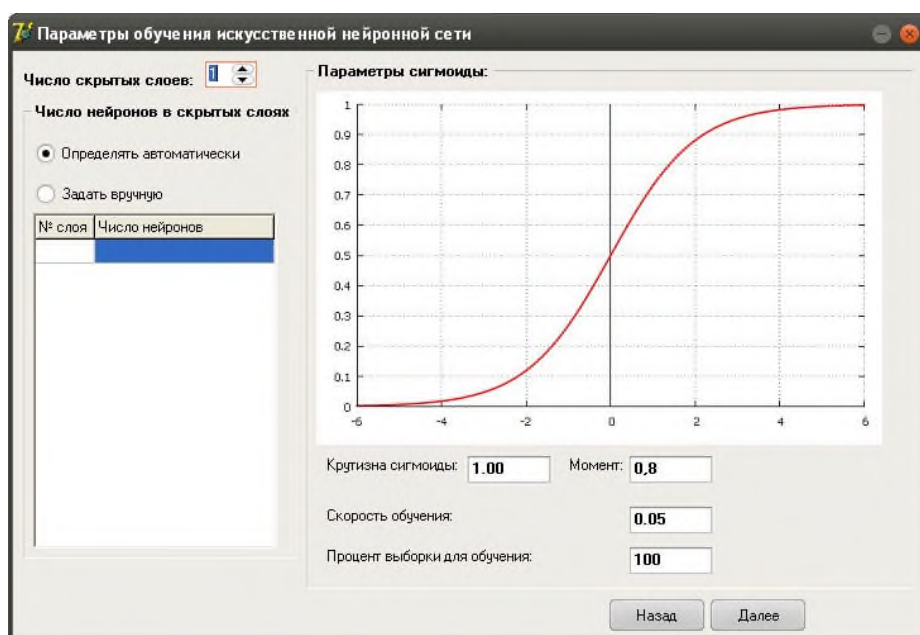 Параметры обучения искусственной нейронной сети
Число скрытых слоев: 1
Число нейронов в скрытых слоях
Определять автоматически
Задать вручную
№ слоя Число нейронов
Параметры сигмоиды:
1
0.9
0.8
0.7
0.6
0.5
0.4
0.3
0.2
0.1
0
-6 -4 -2 0 2 4 6
Крутизна сигмоиды: 1.00 Момент: 0,8
Скорость обучения: 0.05
Процент выборки для обучения: 100
Назад Далее